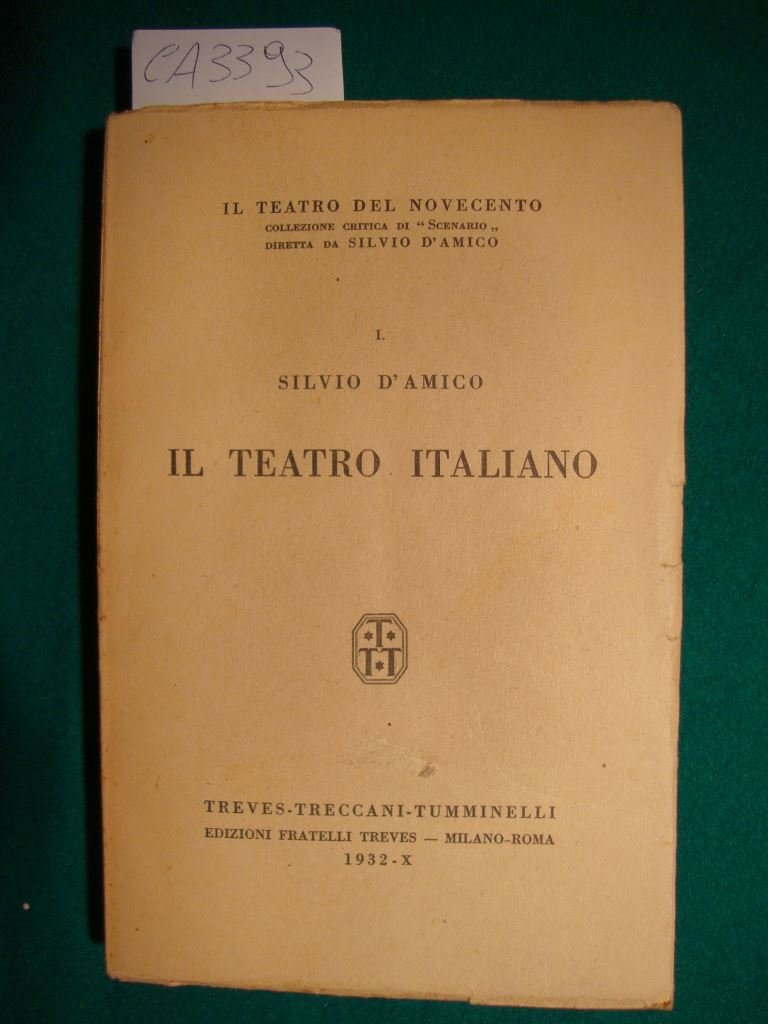 CA3393
IL TEATRO DEL NOVECENTO
COLLEZIONE CRITICA DI “ SCENARIO „
DIRETTA DA SILVIO D'AMICO
I.
SILVIO D'AMICO
IL TEATRO ITALIANO
T
T T
TREVES-TRECCANI-TUMMINELLI
EDIZIONI FRATELLI TREVES — MILANO-ROMA
1932-X